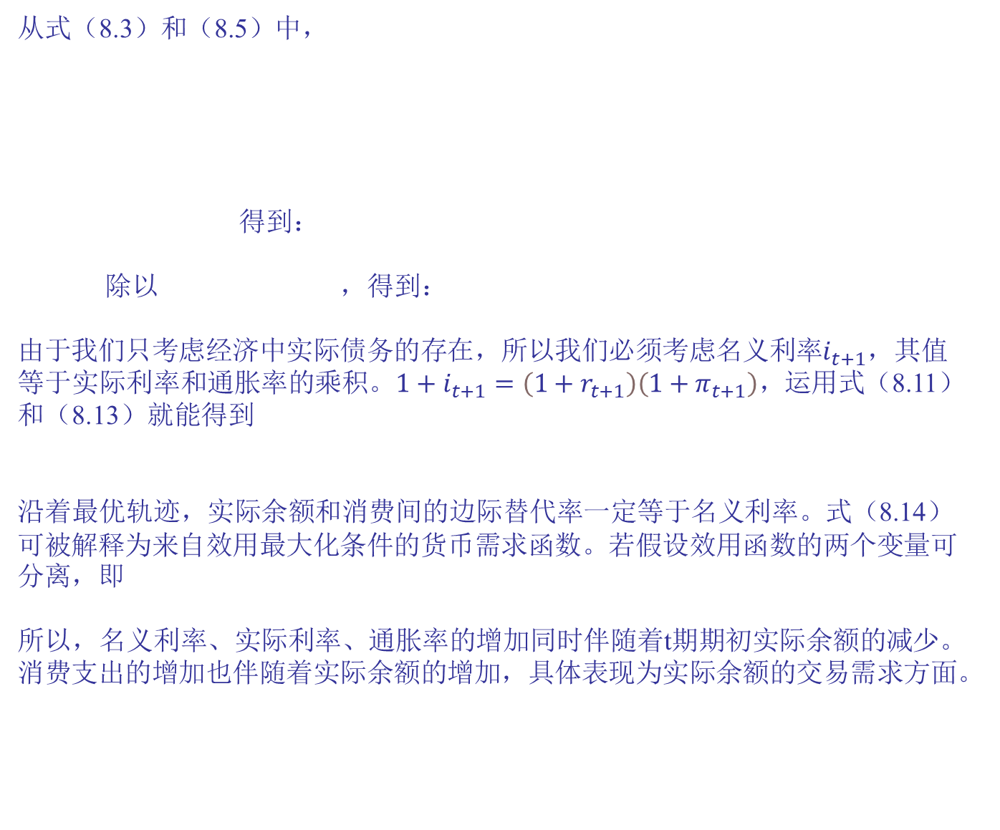 从式（8.3）和（8.5）中，
得到：
除以 ，得到：
由于我们只考虑经济中实际债务的存在，所以我们必须考虑名义利率i_{t+1}，其值
等于实际利率和通胀率的乘积。1 + i_{t+1} = (1 + r_{t+1})(1 + π_{t+1})，运用式（8.11）
和（8.13）就能得到
沿着最优轨迹，实际余额和消费间的边际替代率一定等于名义利率。式（8.14）
可被解释为来自效用最大化条件的货币需求函数。若假设效用函数的两个变量可
分离，即
所以，名义利率、实际利率、通胀率的增加同时伴随着t期期初实际余额的减少。
消费支出的增加也伴随着实际余额的增加，具体表现为实际余额的交易需求方面。